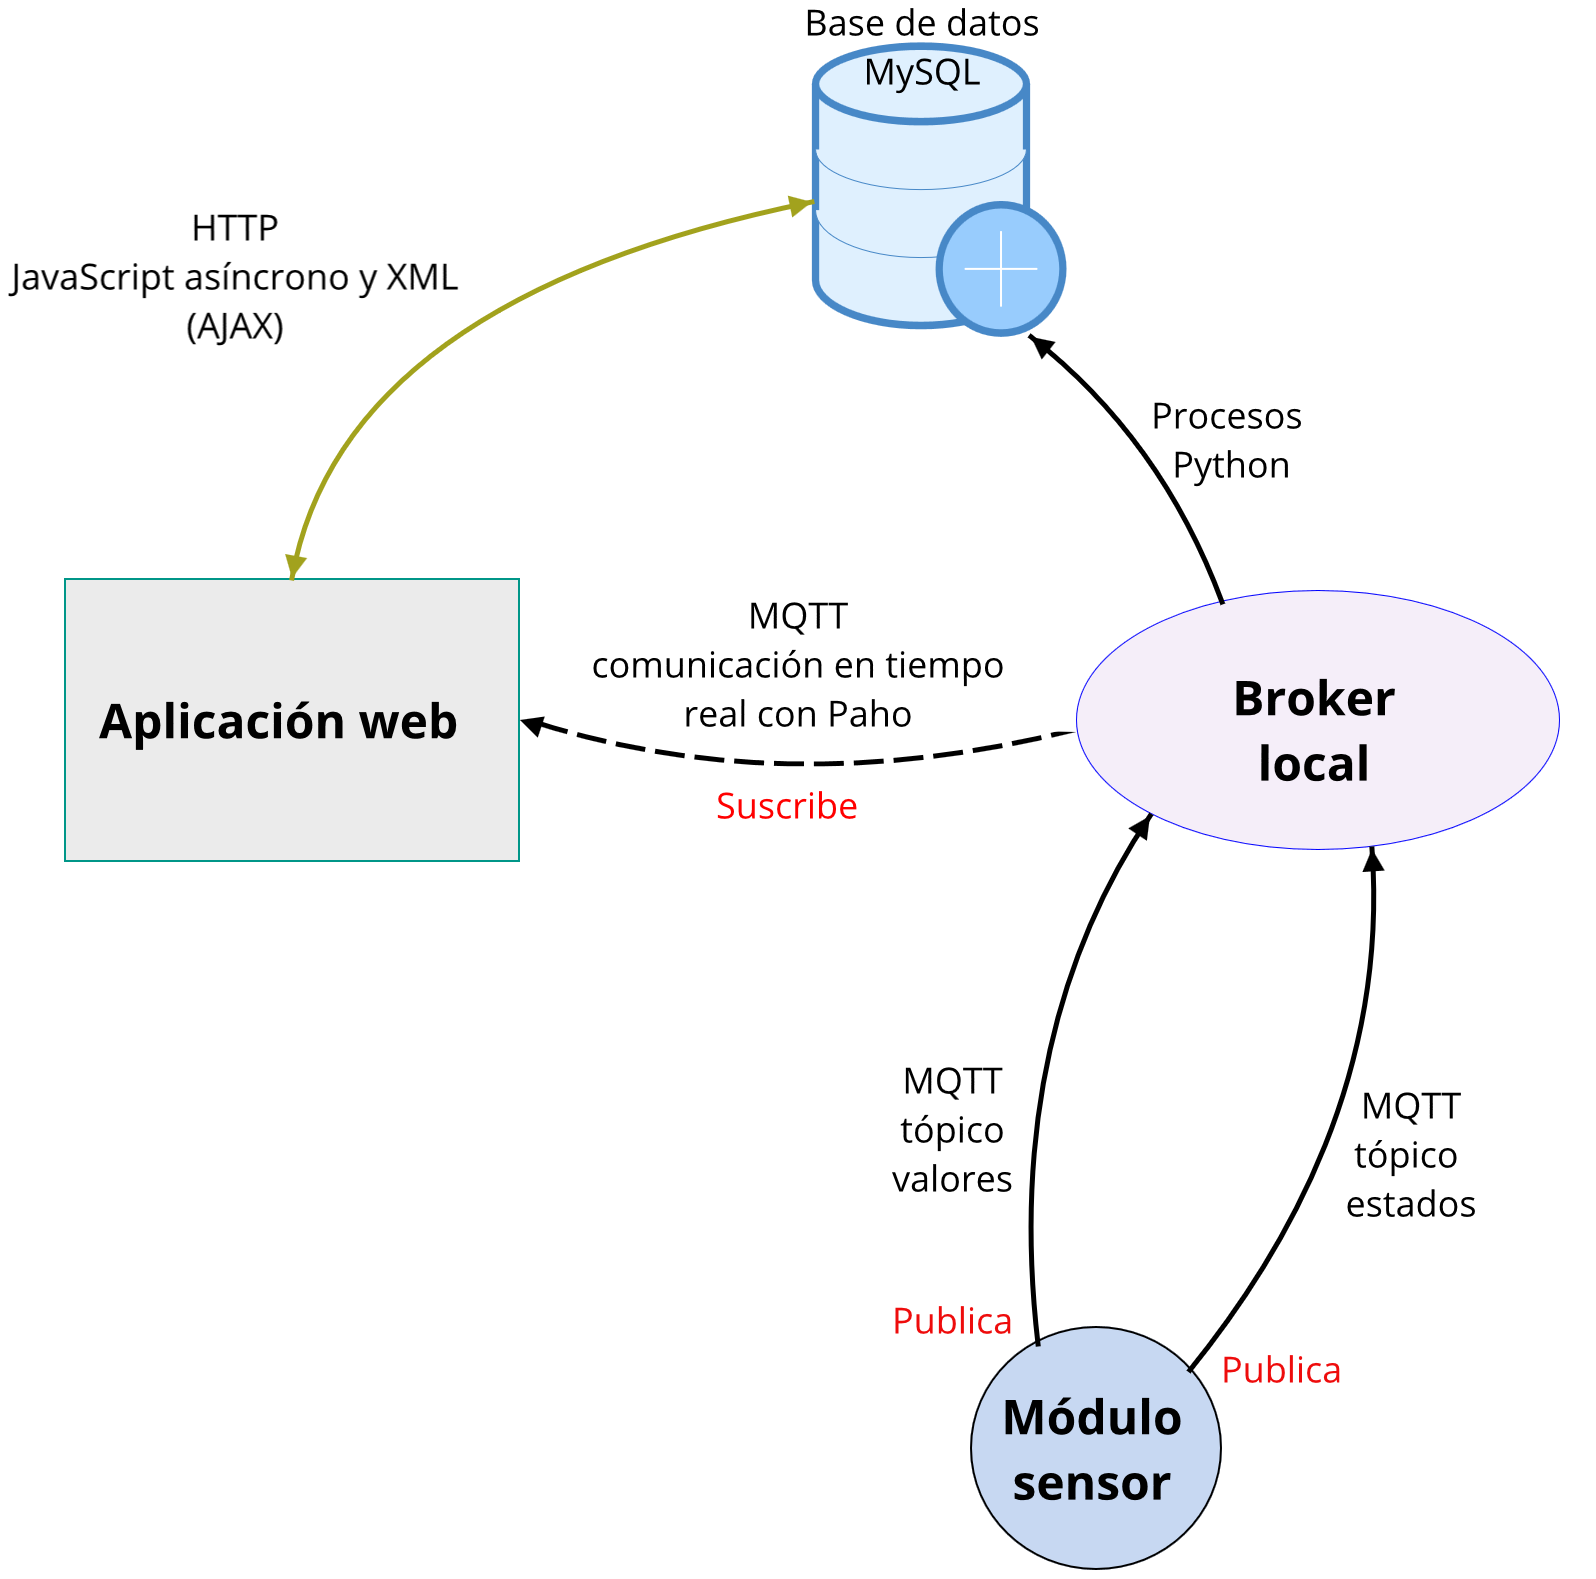 Base de datos
MySQL
HTTP
JavaScript asíncrono y XML
(AJAX)
Procesos
Python
MQTT
comunicación en tiempo
real con Paho
Suscribe
Aplicación web
Broker
local
MQTT
tópico
valores
MQTT
tópico
estados
Publica
Publica
Módulo
sensor